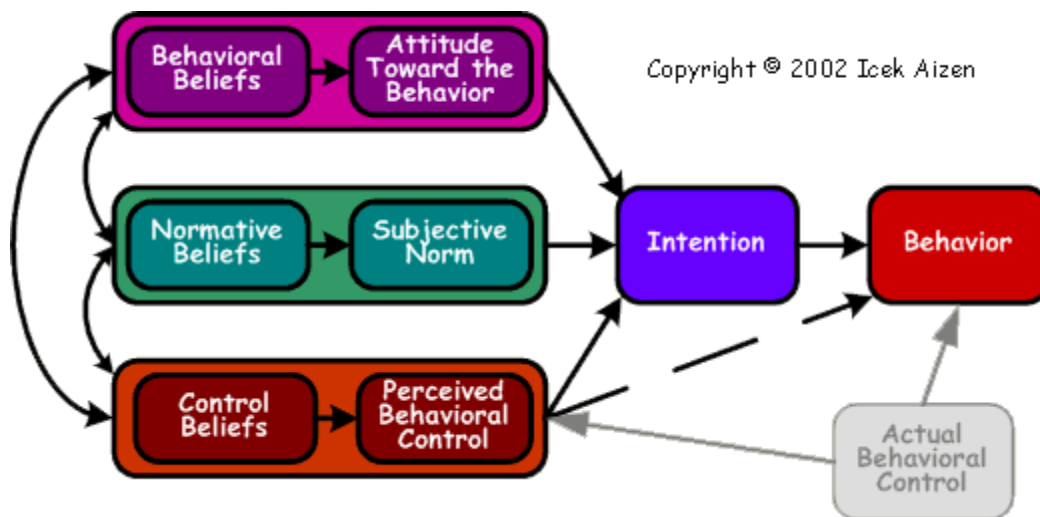 Behavioral
Beliefs
Attitude
Toward the
Behavior
Copyright © 2002 Icek Aizen
Normative
Beliefs
Subjective
Norm
Intention
Behavior
Control
Beliefs
Perceived
Behavioral
Control
Actual
Behavioral
Control